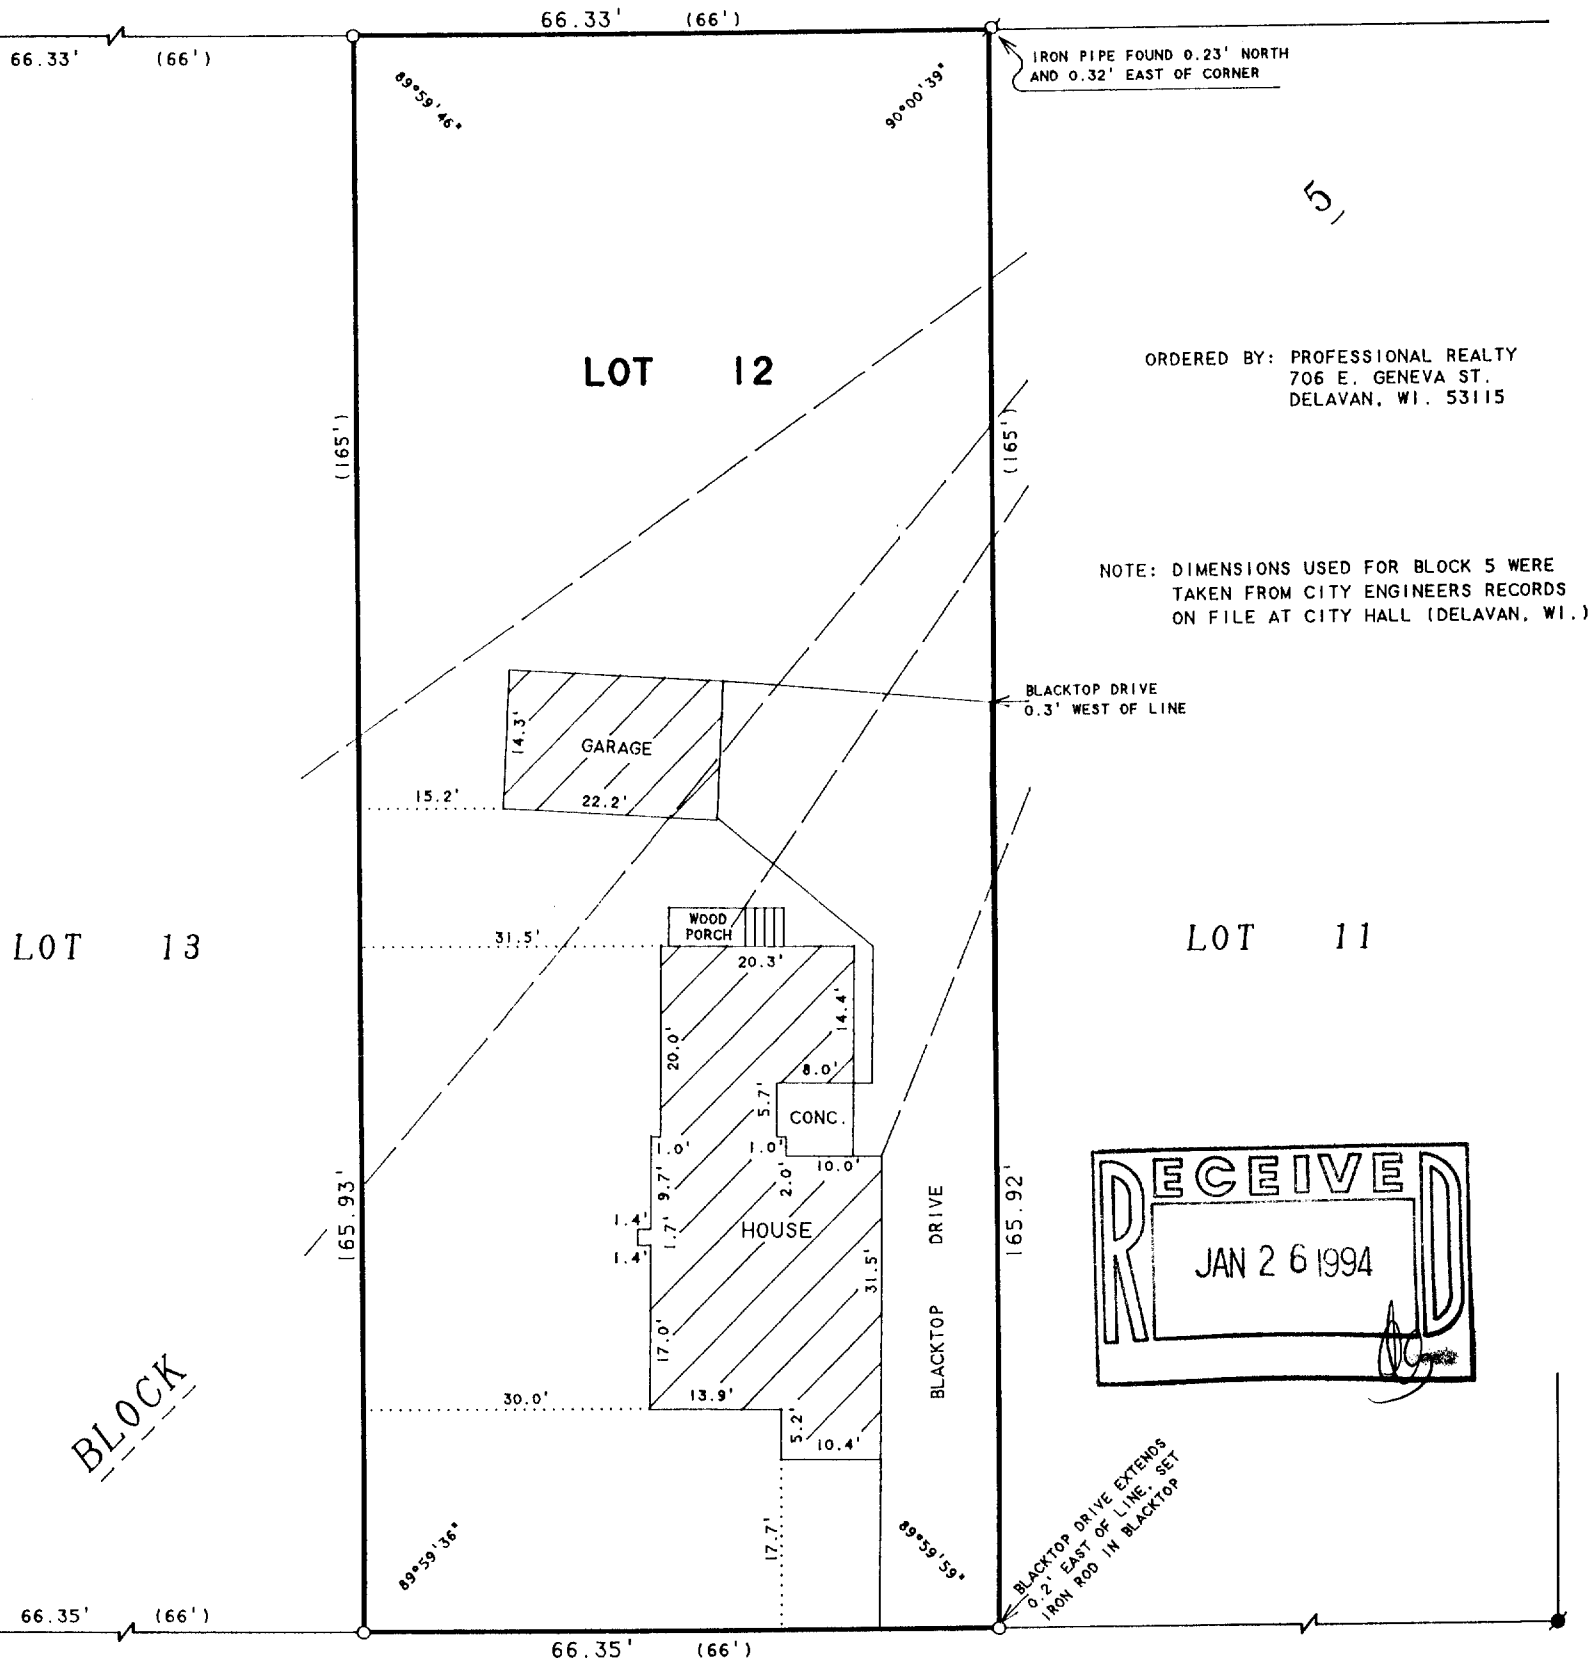 66.33' (66')
66.33' (66')
IRON PIPE FOUND 0.23' NORTH
AND 0.32' EAST OF CORNER
89°59'46"
90°00'39"
5
LOT 12
ORDERED BY: PROFESSIONAL REALTY
706 E. GENEVA ST.
DELAVAN, WI. 53115
(165')
(165')
NOTE: DIMENSIONS USED FOR BLOCK 5 WERE
TAKEN FROM CITY ENGINEERS RECORDS
ON FILE AT CITY HALL (DELAVAN, WI.)
BLACKTOP DRIVE
0.3' WEST OF LINE
14.3'
GARAGE
15.2'
22.2'
WOOD
PORCH
LOT 13
31.5'
20.3'
LOT 11
14.4'
20.0'
8.0'
5.7'
CONC.
1.0'
1.0'
10.0'
2.0'
9.7'
165.93'
165.92'
1.4'
1.7'
1.4'
HOUSE
31.5'
BLACKTOP DRIVE
RECEIVED
JAN 26 1994
17.0'
30.0'
13.9'
5.2'
10.4'
BLOCK
17.7'
89°59'36"
89°59'59"
BLACKTOP DRIVE EXTENDS
0.2' EAST OF LINE, SET
IRON ROD IN BLACKTOP
66.35' (66')
66.35' (66')